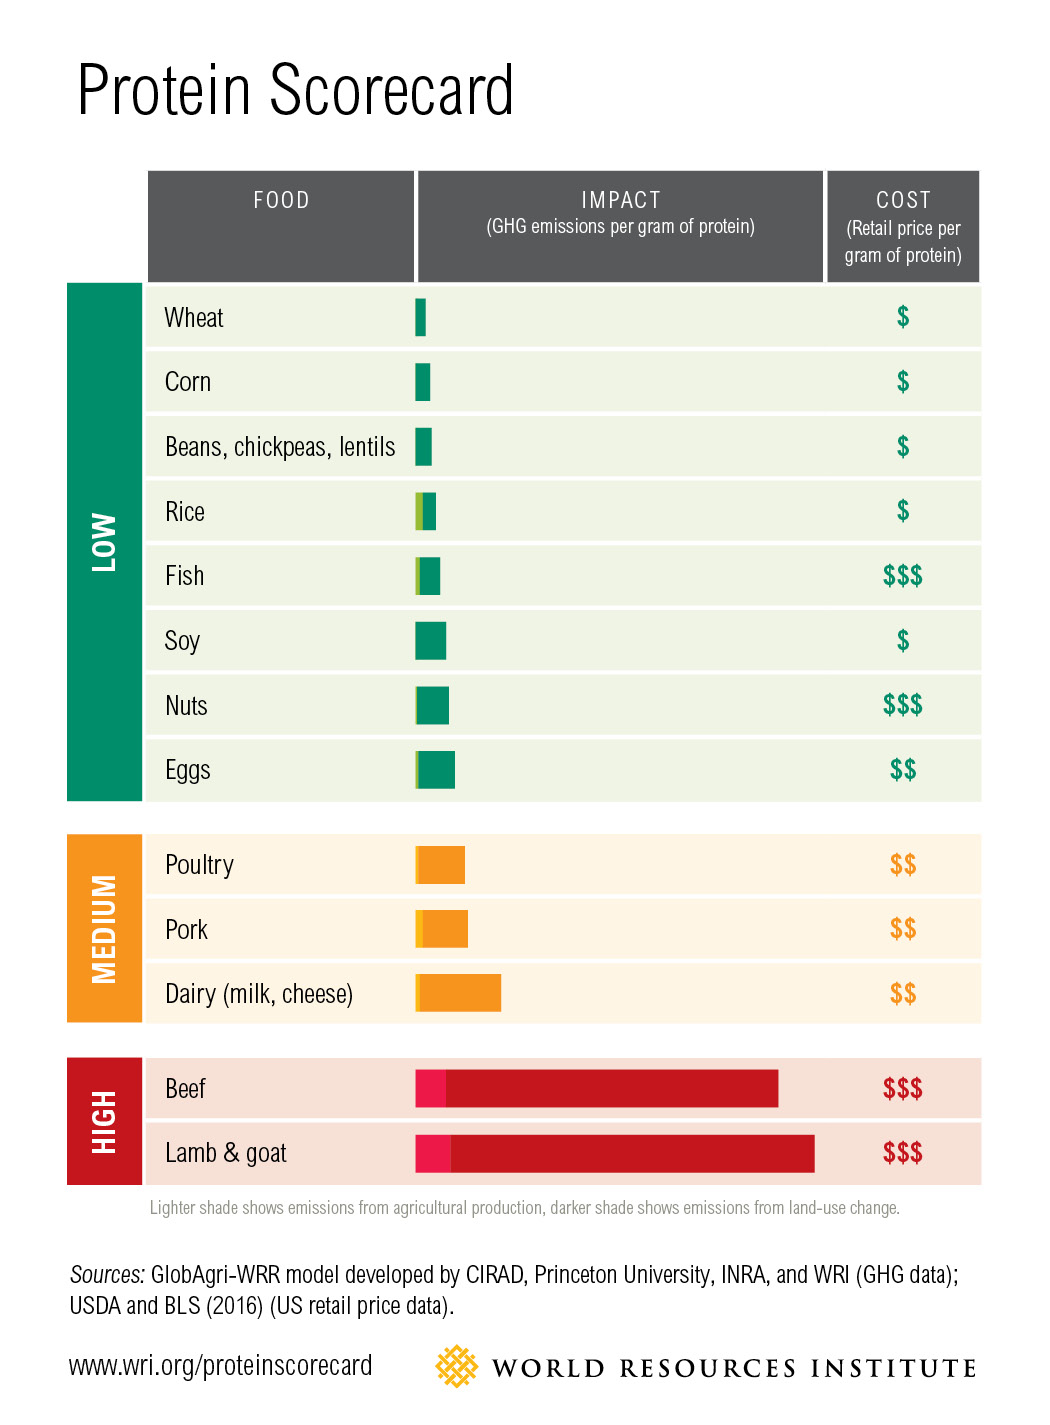 Protein Scorecard
FOOD
IMPACT
(GHG emissions per gram of protein)
COST
(Retail price per
gram of protein)
LOW
Wheat
$
Corn
$
Beans, chickpeas, lentils
$
Rice
$
Fish
$$$
Soy
$
Nuts
$$$
Eggs
$$
MEDIUM
Poultry
$$
Pork
$$
Dairy (milk, cheese)
$$
HIGH
Beef
$$$
Lamb & goat
$$$
Lighter shade shows emissions from agricultural production, darker shade shows emissions from land-use change.
Sources: GlobAgri-WRR model developed by CIRAD, Princeton University, INRA, and WRI (GHG data);
USDA and BLS (2016) (US retail price data).
www.wri.org/proteinscorecard
WORLD RESOURCES INSTITUTE